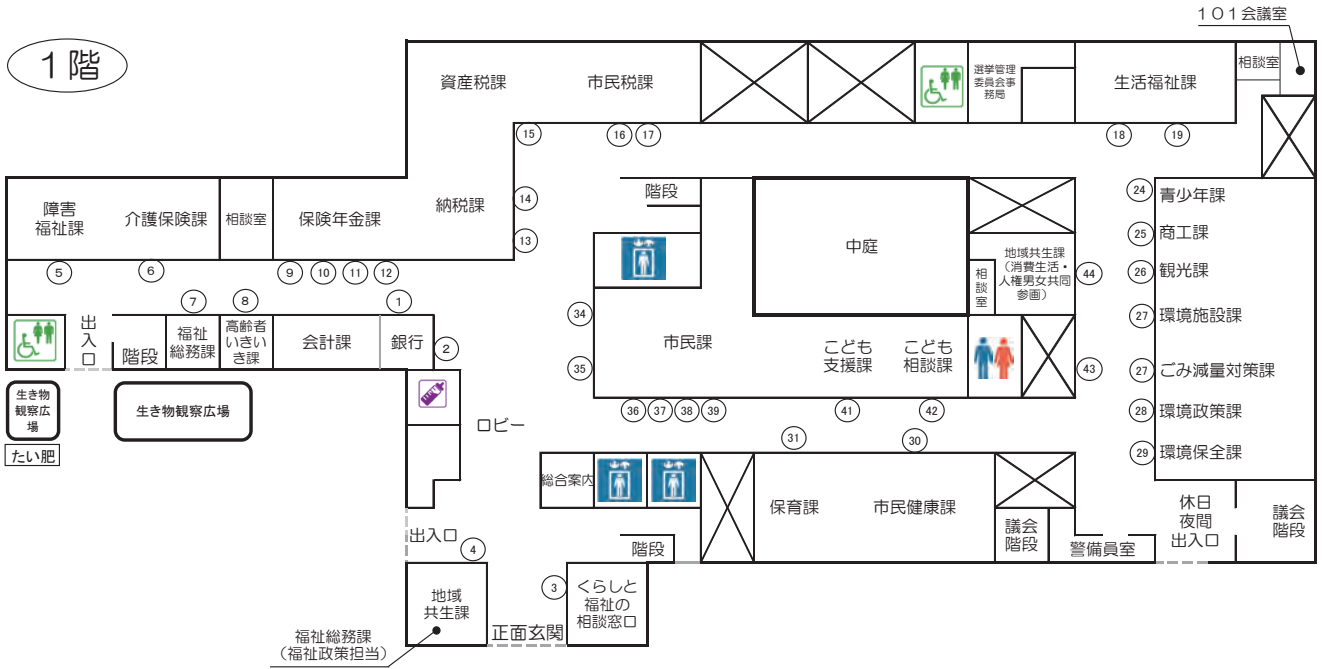 101会議室
1階
資産税課
市民税課
選挙管理
委員会事
務局
生活福祉課
相談室
15
16
17
18
19
障害
福祉課
介護保険課
相談室
保険年金課
納税課
14
13
階段
中庭
24
青少年課
25
商工課
地域共生課
(消費生活・
人権男女共同
参画)
相
談
室
44
26
観光課
5
6
9
10
11
12
7
8
1
34
27
環境施設課
出
入
口
階段
福祉
総務課
高齢者
いきい
き課
会計課
銀行
2
市民課
こども
支援課
こども
相談課
35
43
27
ごみ減量対策課
生き物
観察広
場
生き物観察広場
たい肥
ロビー
36
37
38
39
41
42
28
環境政策課
31
30
29
環境保全課
総合案内
保育課
市民健康課
議会
階段
休日
夜間
出入口
議会
階段
出入口
4
階段
警備員室
地域
共生課
3
くらしと
福祉の
相談窓口
正面玄関
福祉総務課
(福祉政策担当)